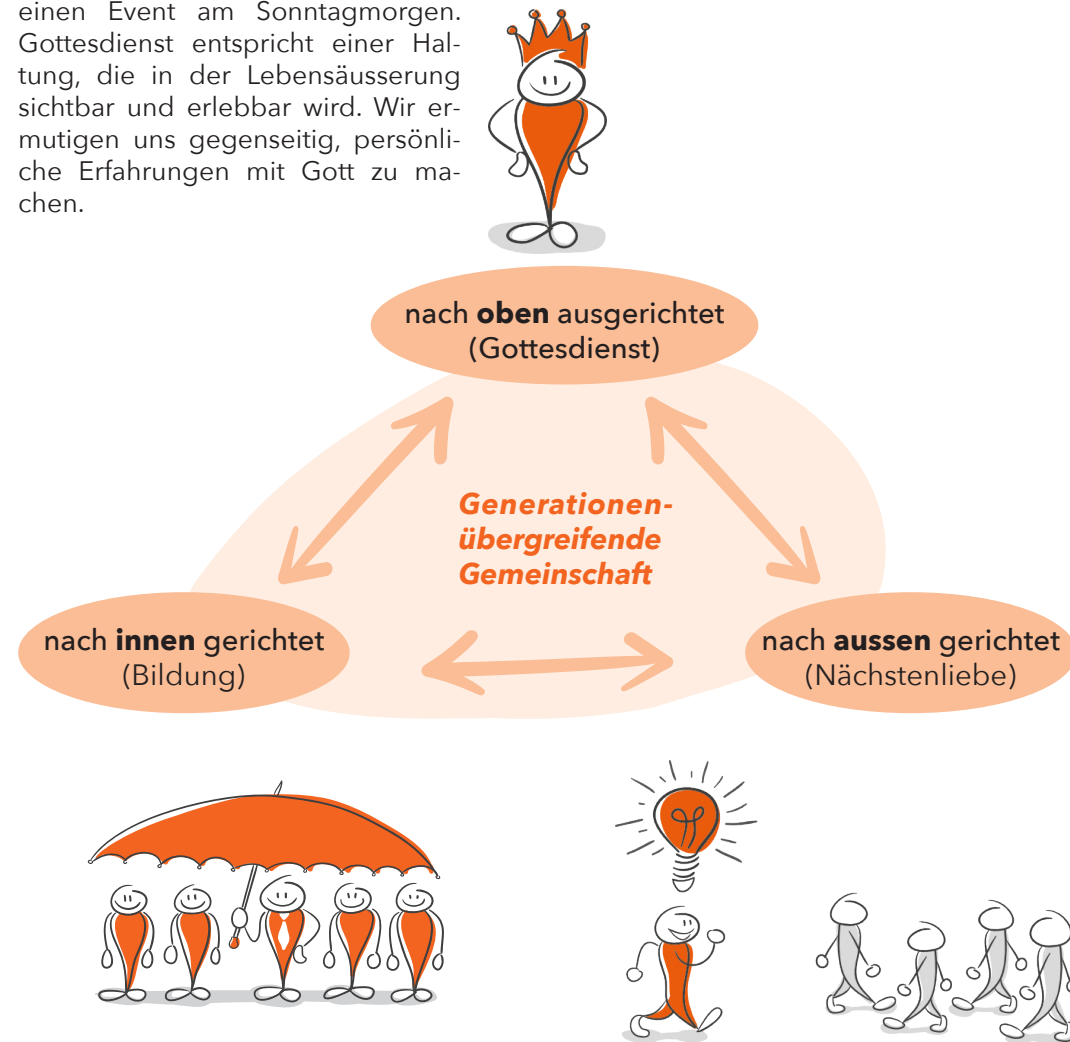 einen Event am Sonntagmorgen.
Gottesdienst entspricht einer Hal-
tung, die in der Lebensäusserung
sichtbar und erlebbar wird. Wir er-
mutigen uns gegenseitig, persönli-
che Erfahrungen mit Gott zu ma-
chen.
nach oben ausgerichtet
(Gottesdienst)
Generationen-
übergreifende
Gemeinschaft
nach innen gerichtet
(Bildung)
nach aussen gerichtet
(Nächstenliebe)